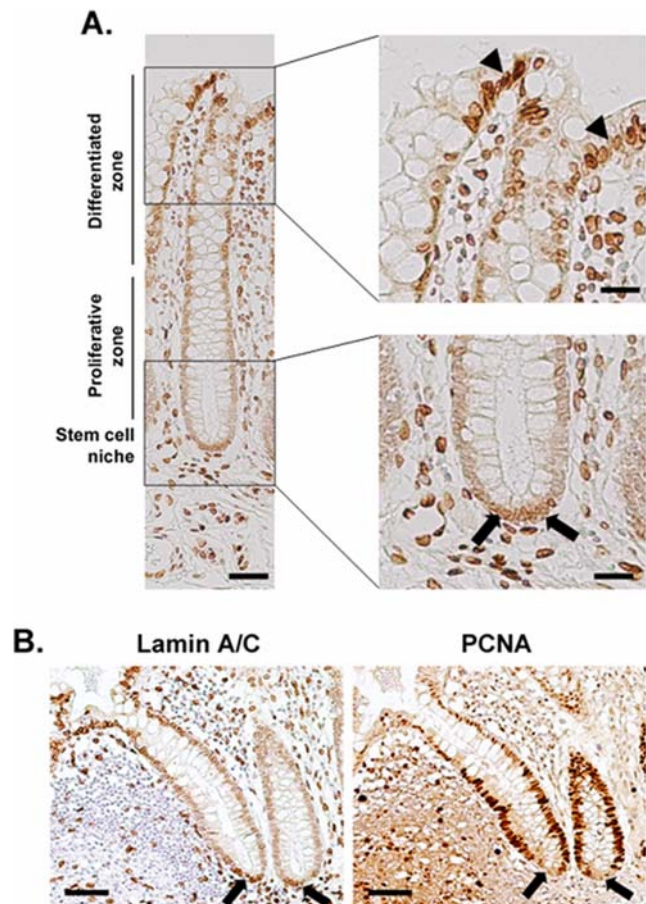 A.
Differentiated
zone
Proliferative
zone
Stem cell
niche
B.
Lamin A/C
PCNA